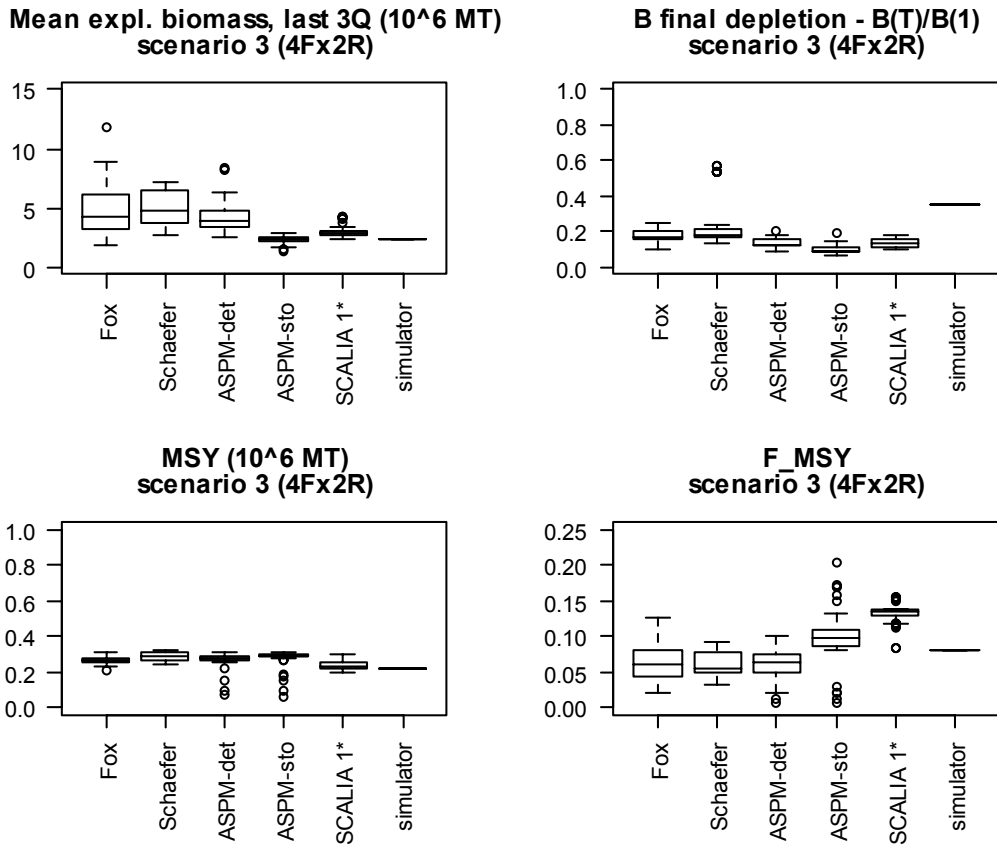 Mean expl. biomass, last 3Q (10^6 MT)
scenario 3 (4Fx2R)
15
10
5
0
Fox
Schaefer
ASPM-det
ASPM-sto
SCALIA 1*
simulator
B final depletion - B(T)/B(1)
scenario 3 (4Fx2R)
1.0
0.8
0.6
0.4
0.2
0.0
Fox
Schaefer
ASPM-det
ASPM-sto
SCALIA 1*
simulator
MSY (10^6 MT)
scenario 3 (4Fx2R)
1.0
0.8
0.6
0.4
0.2
0.0
Fox
Schaefer
ASPM-det
ASPM-sto
SCALIA 1*
simulator
F_MSY
scenario 3 (4Fx2R)
0.25
0.20
0.15
0.10
0.05
0.00
Fox
Schaefer
ASPM-det
ASPM-sto
SCALIA 1*
simulator